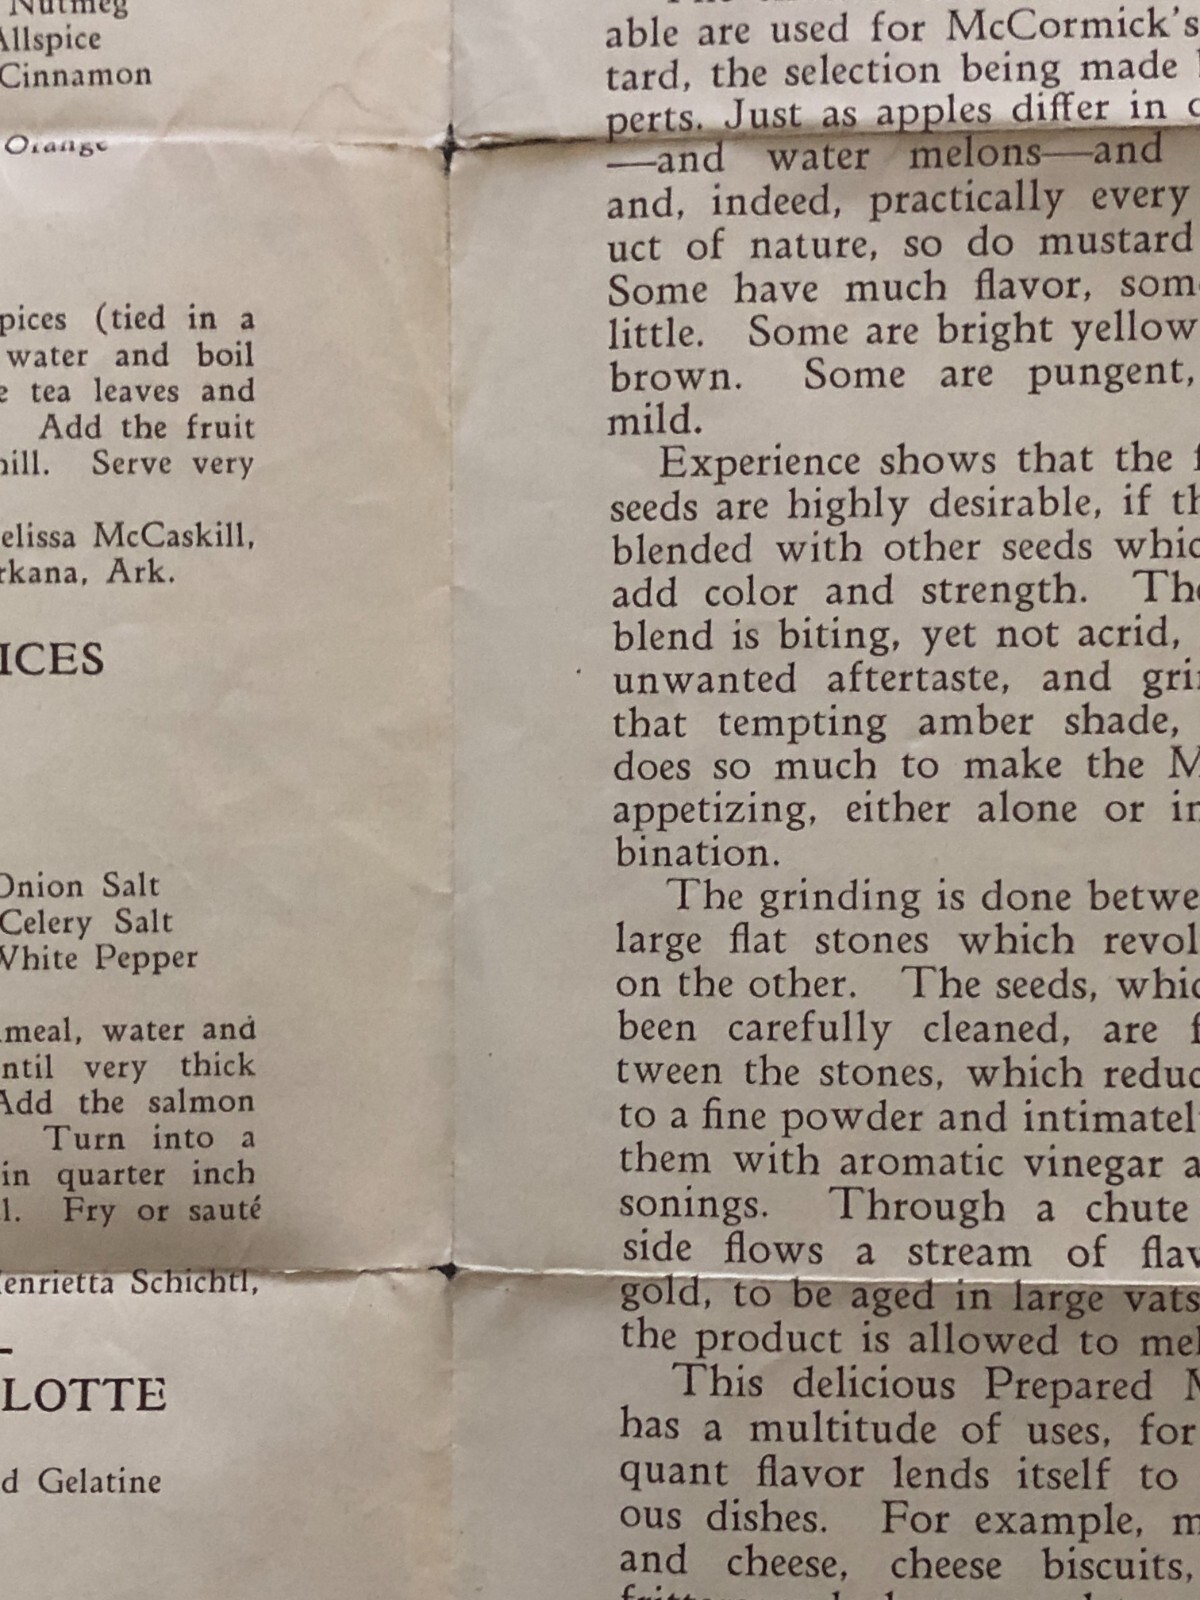 Nutmeg
Allspice
Cinnamon
Orange
pices (tied in a
water and boil
e tea leaves and
Add the fruit
hill. Serve very
elissa McCaskill,
rkana, Ark.
ICES
Onion Salt
Celery Salt
White Pepper
meal, water and
ntil very thick
Add the salmon
Turn into a
in quarter inch
l. Fry or sauté
enrietta Schichtl,
LOTTE
d Gelatine
able are used for McCormick's
tard, the selection being made
perts. Just as apples differ in c
—and water melons—and
and, indeed, practically every
uct of nature, so do mustard
Some have much flavor, som
little. Some are bright yellow
brown. Some are pungent,
mild.
Experience shows that the f
seeds are highly desirable, if th
blended with other seeds whic
add color and strength. The
blend is biting, yet not acrid,
unwanted aftertaste, and grin
that tempting amber shade,
does so much to make the M
appetizing, either alone or in
bination.
The grinding is done betwe
large flat stones which revol
on the other. The seeds, whic
been carefully cleaned, are f
tween the stones, which reduc
to a fine powder and intimatel
them with aromatic vinegar a
sonings. Through a chute
side flows a stream of flav
gold, to be aged in large vats
the product is allowed to mel
This delicious Prepared M
has a multitude of uses, for
quant flavor lends itself to
ous dishes. For example, m
and cheese, cheese biscuits,